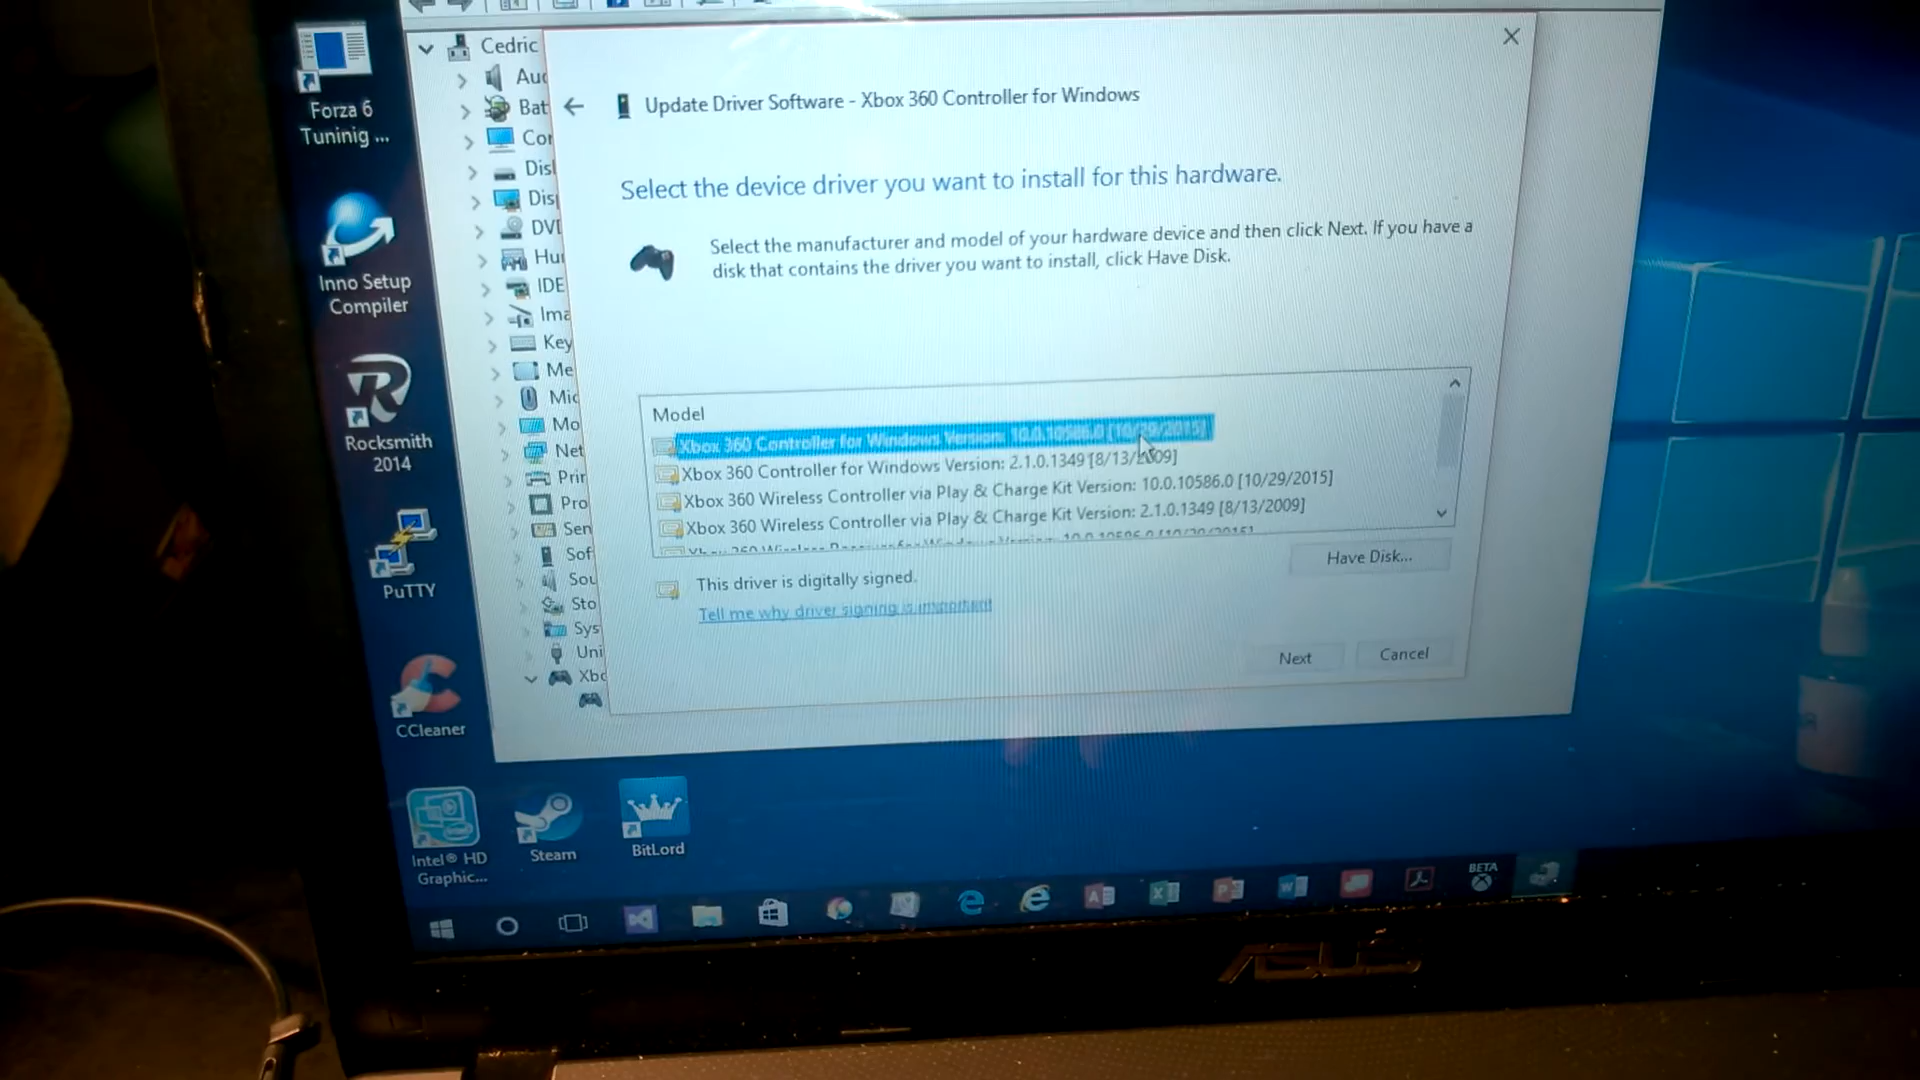 Forza 6
Tuninig ...
Inno Setup
Compiler
Rocksmith
2014
PuTTY
CCleaner
Intel® HD
Graphic...
Steam
BitLord
Cedric
Auc
Bat
Cor
Disl
Disp
DVI
Hur
IDE
Ima
Key
Me
Mic
Mo
Net
Prir
Pro
Sen
Sof
Sou
Sto
Sys
Uni
Xbo
Update Driver Software - Xbox 360 Controller for Windows
Select the device driver you want to install for this hardware.
Select the manufacturer and model of your hardware device and then click Next. If you have a
disk that contains the driver you want to install, click Have Disk.
Model
Xbox 360 Controller for Windows Version: 10.0.10586.0 [10/29/2015]
Xbox 360 Controller for Windows Version: 2.1.0.1349 [8/13/2009]
Xbox 360 Wireless Controller via Play & Charge Kit Version: 10.0.10586.0 [10/29/2015]
Xbox 360 Wireless Controller via Play & Charge Kit Version: 2.1.0.1349 [8/13/2009]
This driver is digitally signed.
Tell me why driver signing is important
Have Disk...
Next
Cancel
BETA
ASUS